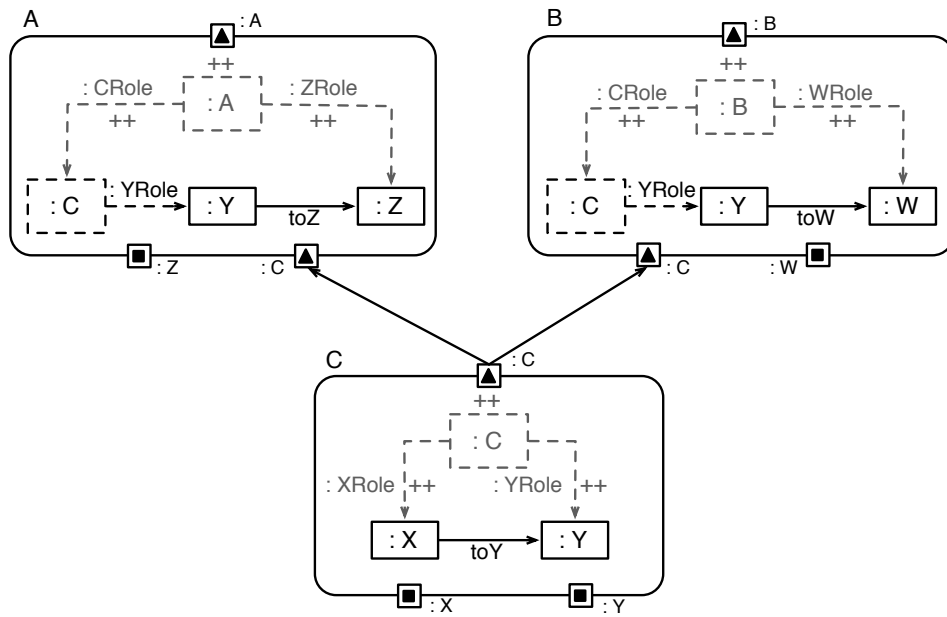 A
: A
++
: CRole
++
: A
: ZRole
++
: C
: YRole
: Y
toZ
: Z
: Z
: C
B
: B
++
: CRole
++
: B
: WRole
++
: C
: YRole
: Y
toW
: W
: C
: W
C
: C
++
: C
: XRole
++
: YRole
++
: X
toY
: Y
: X
: Y